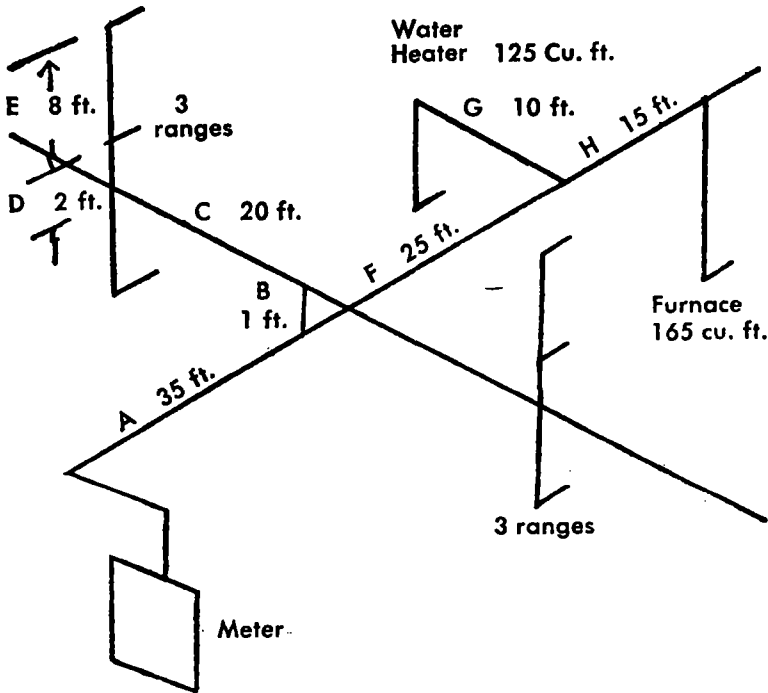 Water
Heater 125 Cu. ft.
E 8 ft.
3
ranges
G 10 ft.
H 15 ft.
D 2 ft.
C 20 ft.
F 25 ft.
B
1 ft.
Furnace
165 cu. ft.
A 35 ft.
3 ranges
Meter